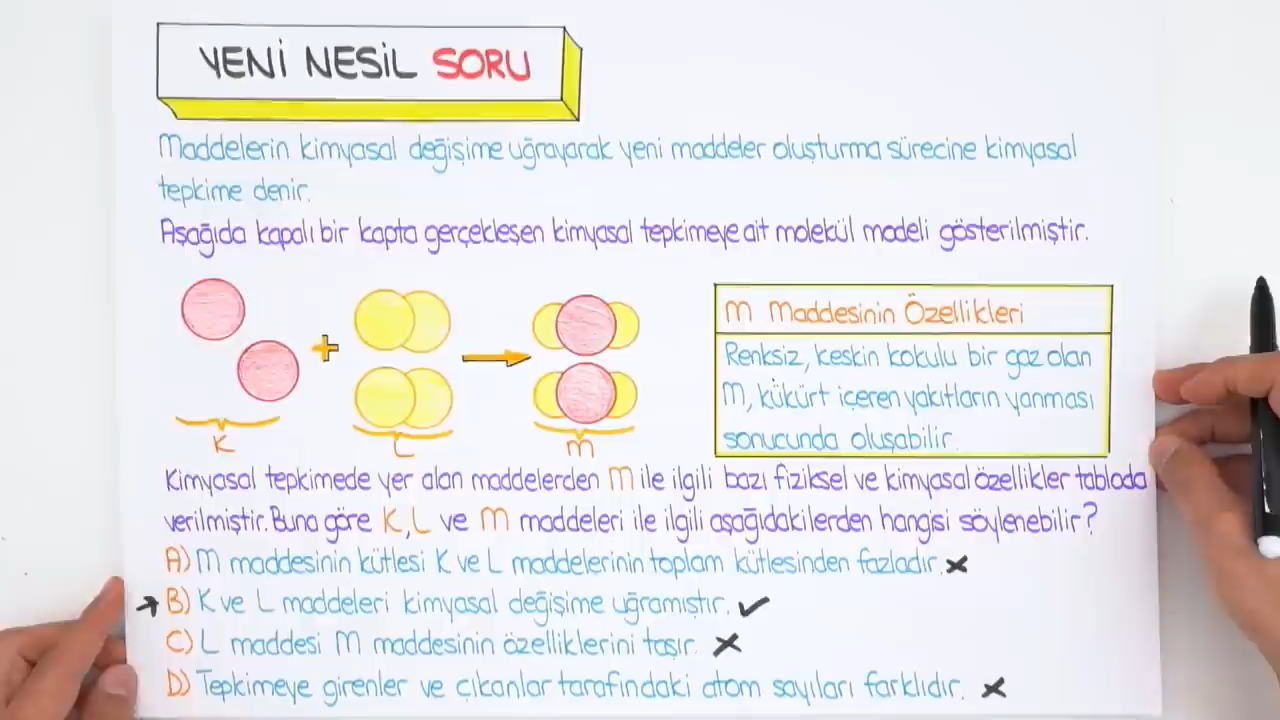 YENİ NESİL SORU
Maddelerin kimyasal değişime uğrayarak yeni maddeler oluşturma sürecine kimyasal
tepkime denir.
Aşağıda kapalı bir kapta gerçekleşen kimyasal tepkimeye ait molekül modeli gösterilmiştir.
+
K
L
M
M Maddesinin Özellikleri
Renksiz, keskin kokulu bir gaz olan
M, kükürt içeren yakıtların yanması
sonucunda oluşabilir.
Kimyasal tepkimede yer alan maddelerden M ile ilgili bazı fiziksel ve kimyasal özellikler tabloda
verilmiştir. Buna göre K, L ve M maddeleri ile ilgili aşağıdakilerden hangisi söylenebilir?
A) M maddesinin kütlesi K ve L maddelerinin toplam kütlesinden fazladır.
B) K ve L maddeleri kimyasal değişime uğramıştır.
C) L maddesi M maddesinin özelliklerini taşır.
D) Tepkimeye girenler ve çıkanlar tarafındaki atom sayıları farklıdır.